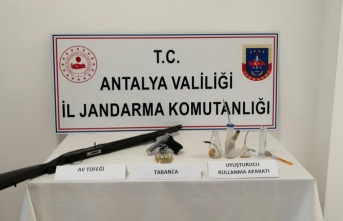 T.C.
ANTALYA VALİLİĞİ
İL JANDARMA KOMUTANLIĞI
AV TÜFEĞİ
TABANCA
UYUŞTURUCU
KULLANMA APARATI